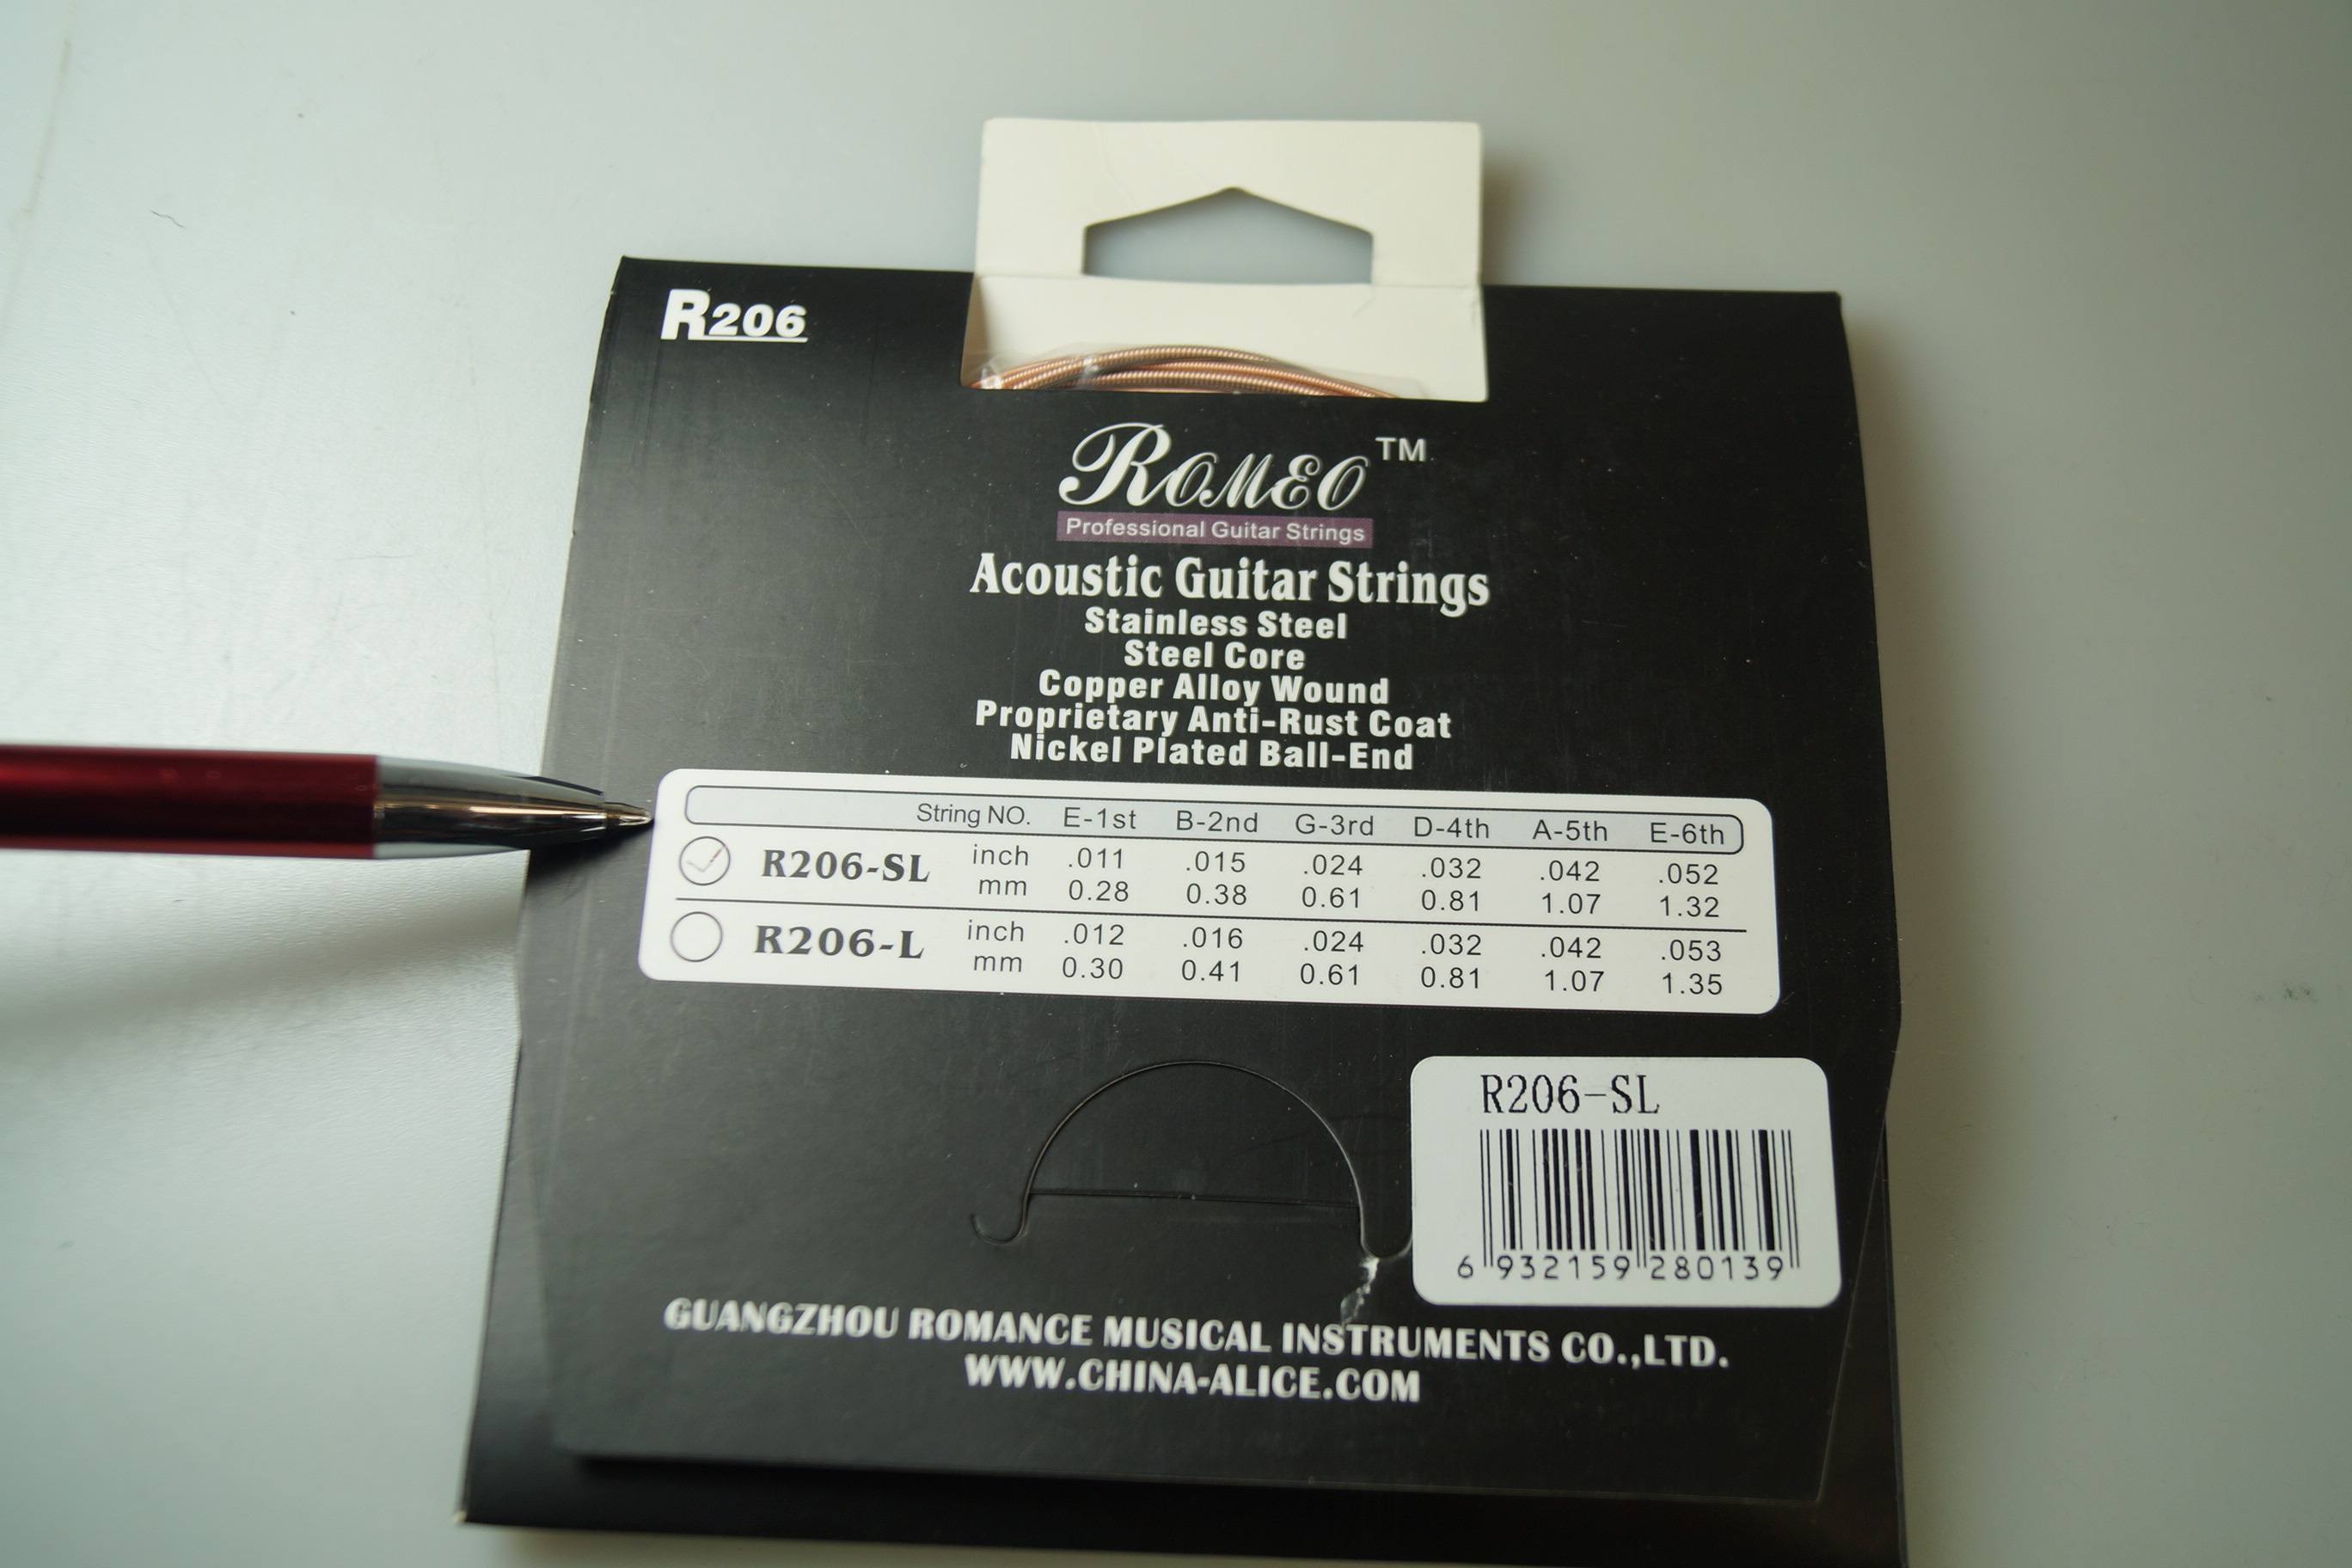 R206
ROMEO TM
Professional Guitar Strings
Acoustic Guitar Strings
Stainless Steel
Steel Core
Copper Alloy Wound
Proprietary Anti-Rust Coat
Nickel Plated Ball-End
String NO. E-1st B-2nd G-3rd D-4th A-5th E-6th
R206-SL inch .011 .015 .024 .032 .042 .052
mm 0.28 0.38 0.61 0.81 1.07 1.32
R206-L inch .012 .016 .024 .032 .042 .053
mm 0.30 0.41 0.61 0.81 1.07 1.35
R206-SL
6 932159 280139
GUANGZHOU ROMANCE MUSICAL INSTRUMENTS CO.,LTD.
WWW.CHINA-ALICE.COM